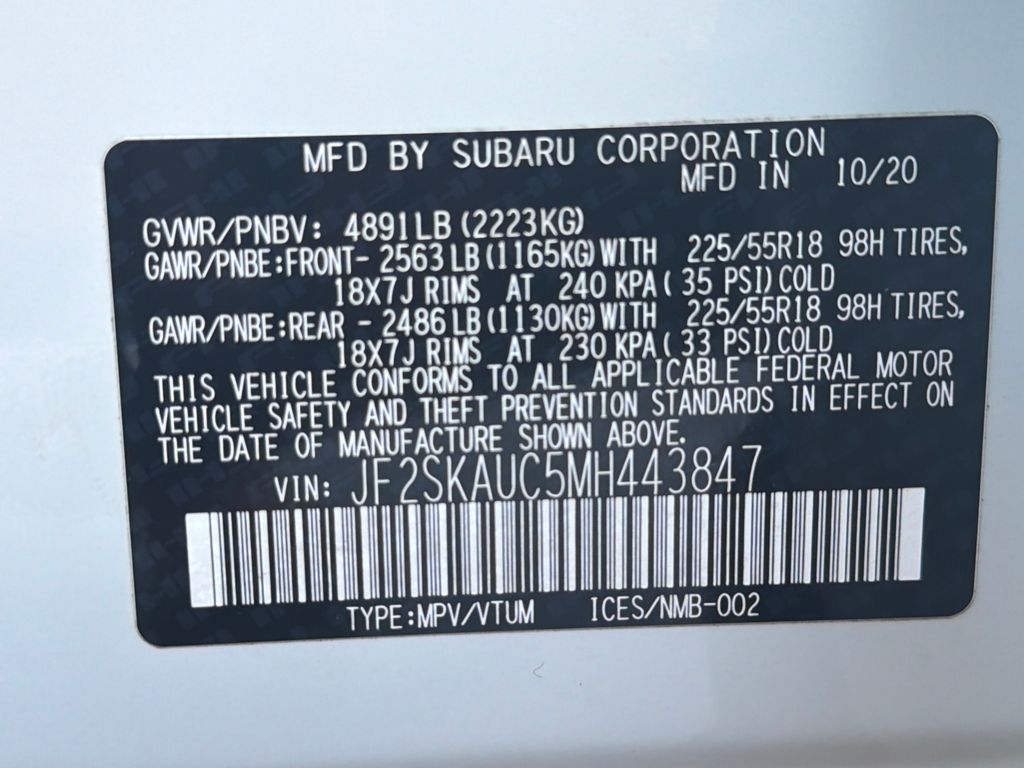 MFD BY SUBARU CORPORATION
MFD IN 10/20
GVWR/PNBV: 4891LB (2223KG)
GAWR/PNBE:FRONT- 2563LB(1165KG)WITH 225/55R18 98H TIRES,
18X7J RIMS AT 240 KPA( 35 PSI)COLD
GAWR/PNBE:REAR - 2486LB(1130KG)WITH 225/55R18 98H TIRES,
18X7J RIMS AT 230 KPA( 33 PSI)COLD
THIS VEHICLE CONFORMS TO ALL APPLICABLE FEDERAL MOTOR
VEHICLE SAFETY AND THEFT PREVENTION STANDARDS IN EFFECT ON
THE DATE OF MANUFACTURE SHOWN ABOVE.
VIN: JF2SKAUC5MH443847
TYPE:MPV/VTUM ICES/NMB-002